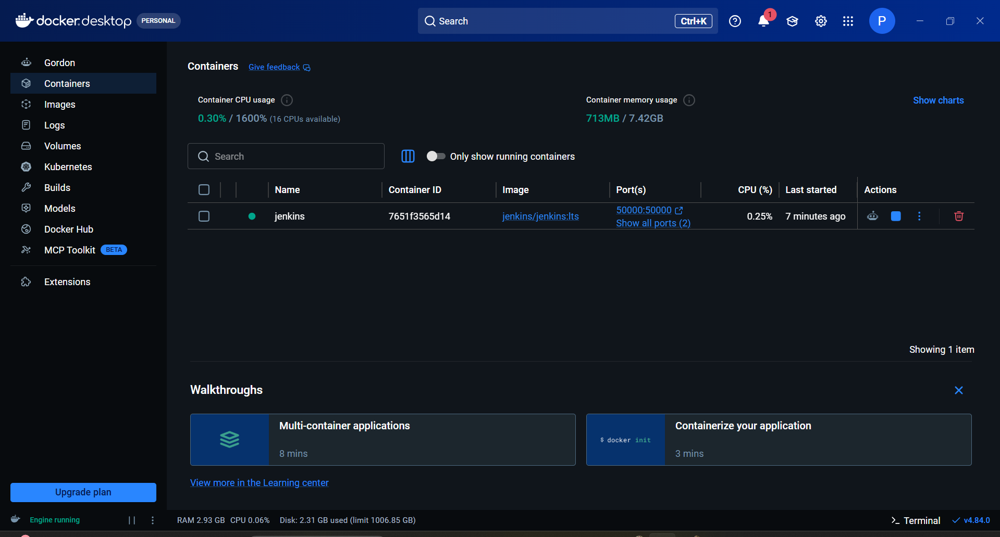 docker.desktop PERSONAL
Search Ctrl+K
1
P
Gordon
Containers
Images
Logs
Volumes
Kubernetes
Builds
Models
Docker Hub
MCP Toolkit BETA
Extensions
Upgrade plan
Containers Give feedback
Container CPU usage
0.30% / 1600% (16 CPUs available)
Container memory usage
713MB / 7.42GB
Show charts
Search
Only show running containers
Name Container ID Image Port(s) CPU (%) Last started Actions
jenkins 7651f3565d14 jenkins/jenkins:lts 50000:50000 0.25% 7 minutes ago
Show all ports (2)
Showing 1 item
Walkthroughs
Multi-container applications
8 mins
$ docker init
Containerize your application
3 mins
View more in the Learning center
Engine running
RAM 2.93 GB CPU 0.06% Disk: 2.31 GB used (limit 1006.85 GB)
Terminal
v4.84.0